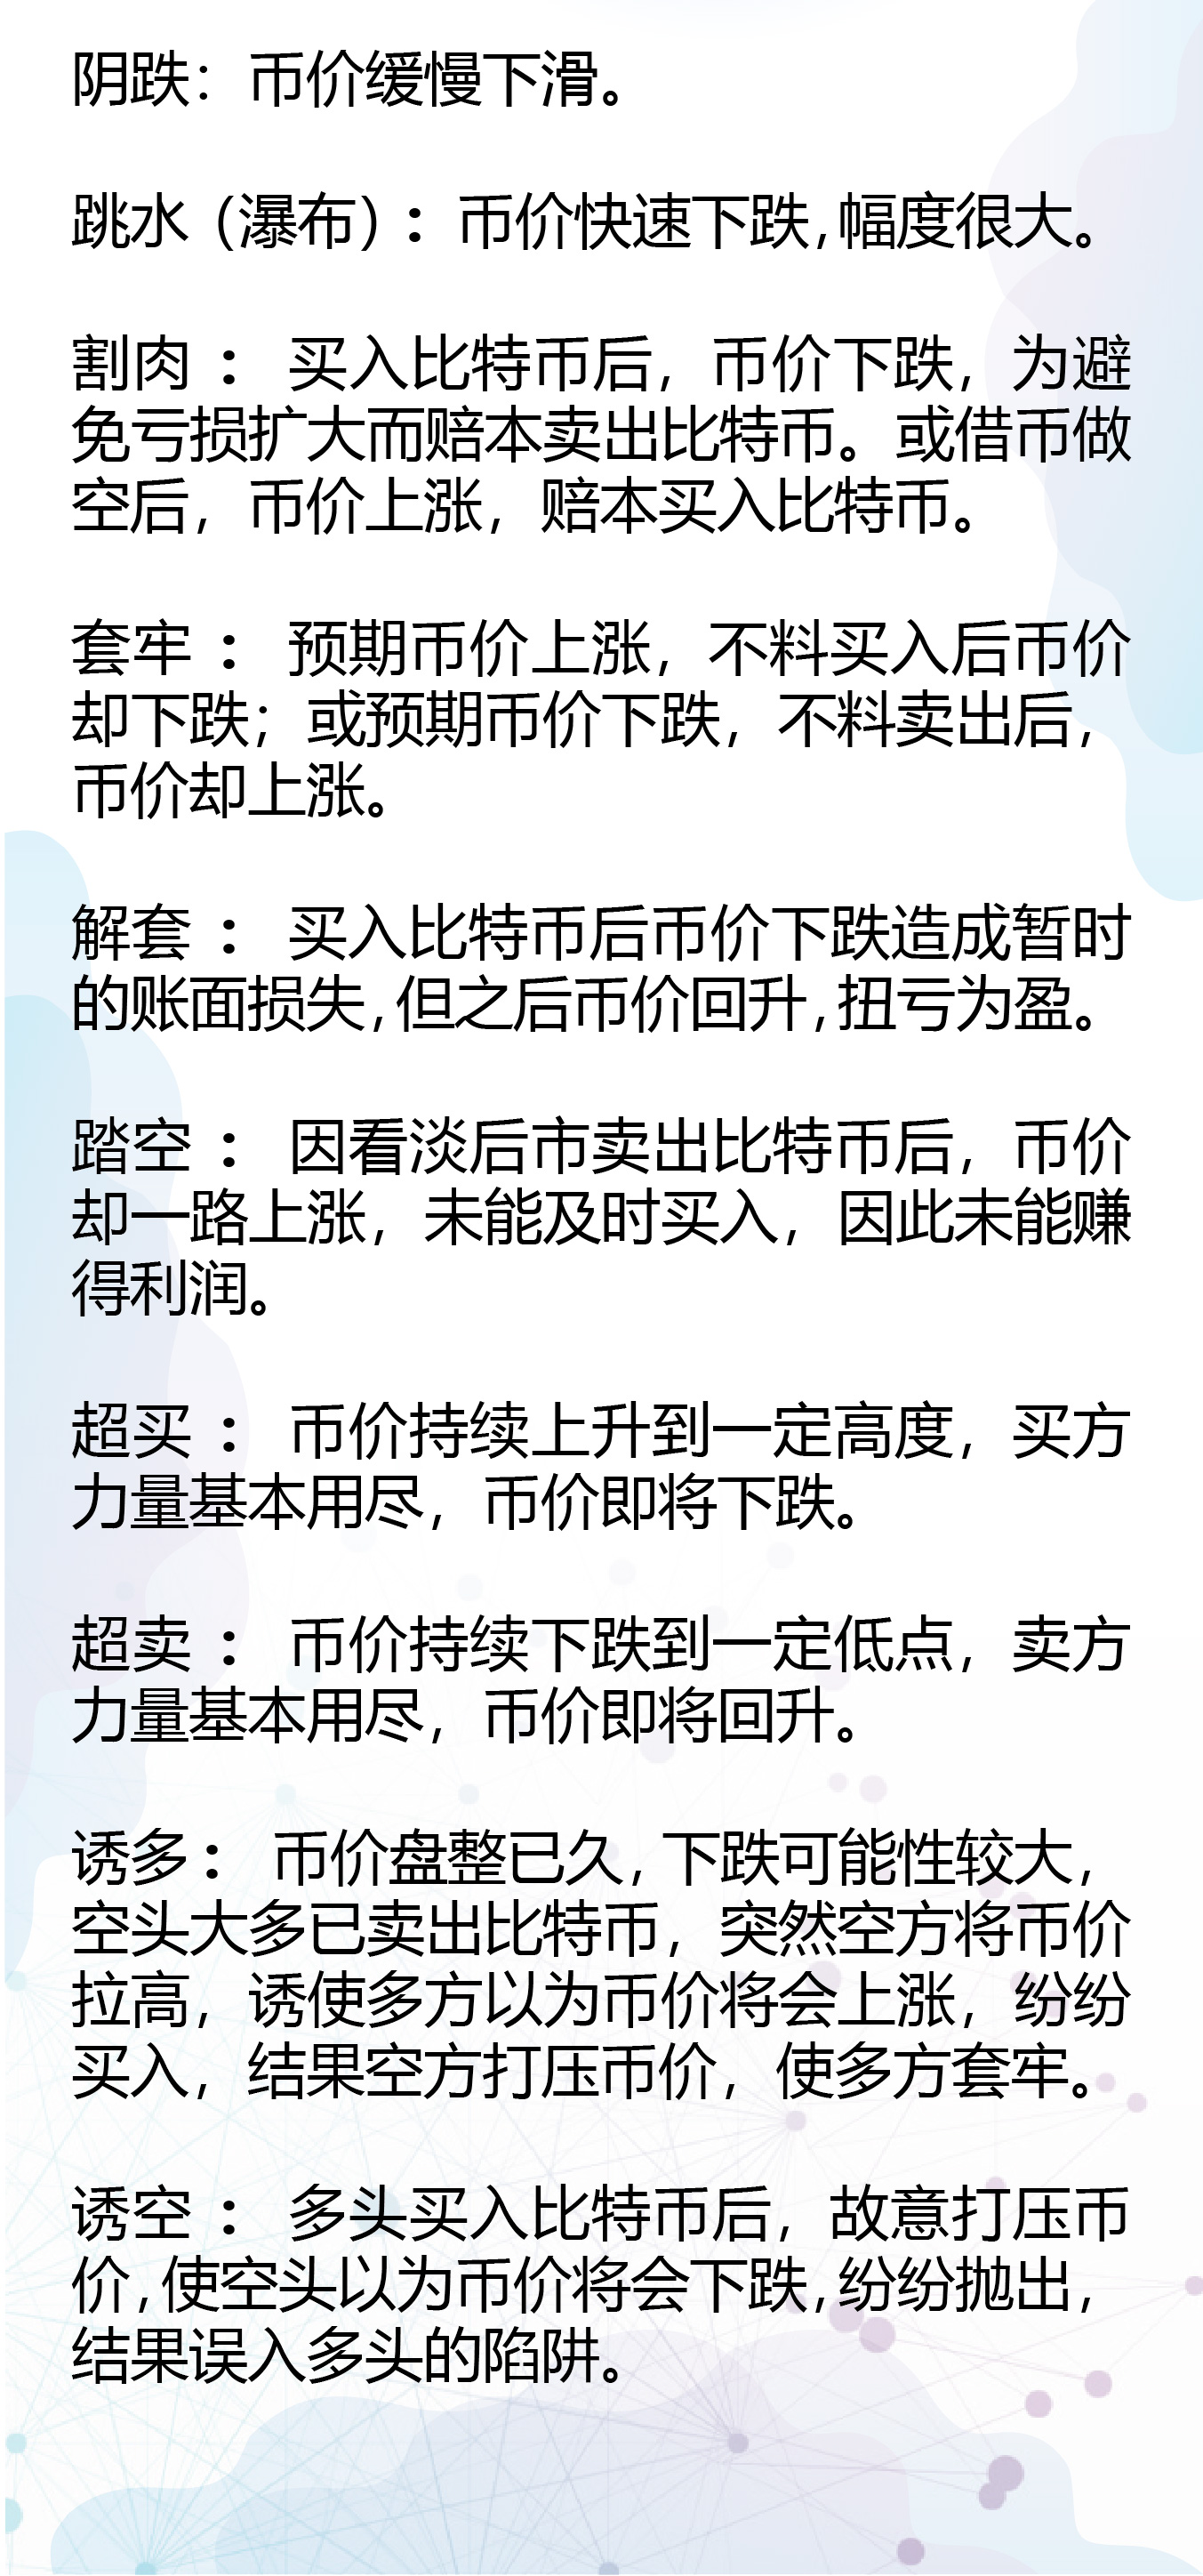 阴跌：币价缓慢下滑。
跳水（瀑布）：币价快速下跌,幅度很大。
割肉 ： 买入比特币后，币价下跌，为避
免亏损扩大而赔本卖出比特币。或借币做
空后，币价上涨，赔本买入比特币。
套牢 ： 预期币价上涨，不料买入后币价
却下跌；或预期币价下跌，不料卖出后，
币价却上涨。
解套 ： 买入比特币后币价下跌造成暂时
的账面损失,但之后币价回升,扭亏为盈。
踏空 ： 因看淡后市卖出比特币后，币价
却一路上涨，未能及时买入，因此未能赚
得利润。
超买 ： 币价持续上升到一定高度，买方
力量基本用尽，币价即将下跌。
超卖 ： 币价持续下跌到一定低点，卖方
力量基本用尽，币价即将回升。
诱多： 币价盘整已久,下跌可能性较大，
空头大多已卖出比特币，突然空方将币价
拉高，诱使多方以为币价将会上涨，纷纷
买入，结果空方打压币价，使多方套牢。
诱空 ： 多头买入比特币后，故意打压币
价,使空头以为币价将会下跌,纷纷抛出，
结果误入多头的陷阱。